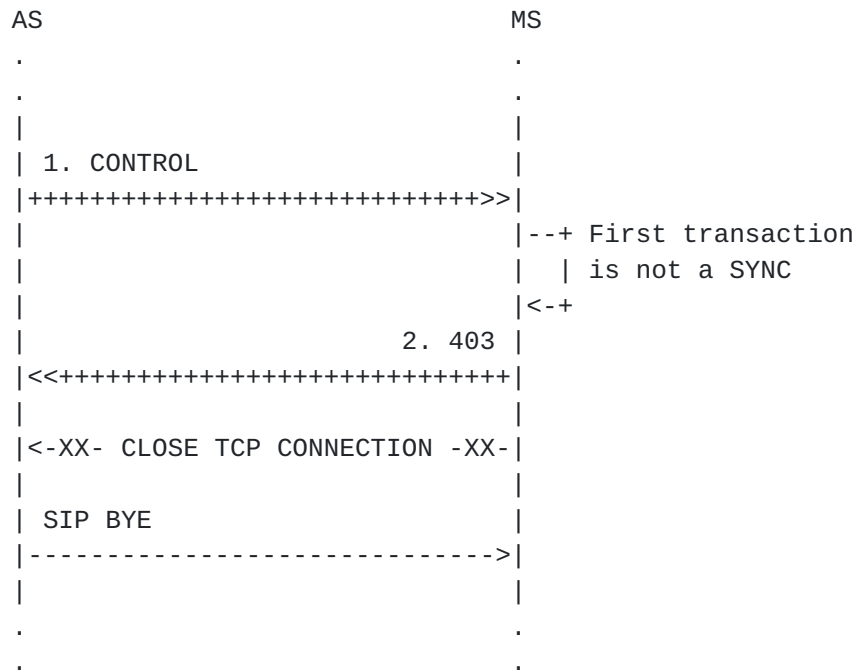 AS                              MS
.                               .
.                               .
|                               |
| 1. CONTROL                    |
|+++++++++++++++++++++++++++++>>|
|                               |--+ First transaction
|                               |  | is not a SYNC
|                               |<-+
|                        2. 403 |
|<<+++++++++++++++++++++++++++++|
|                               |
|<-XX- CLOSE TCP CONNECTION -XX-|
|                               |
| SIP BYE                       |
|------------------------------>|
|                               |
.                               .
.                               .